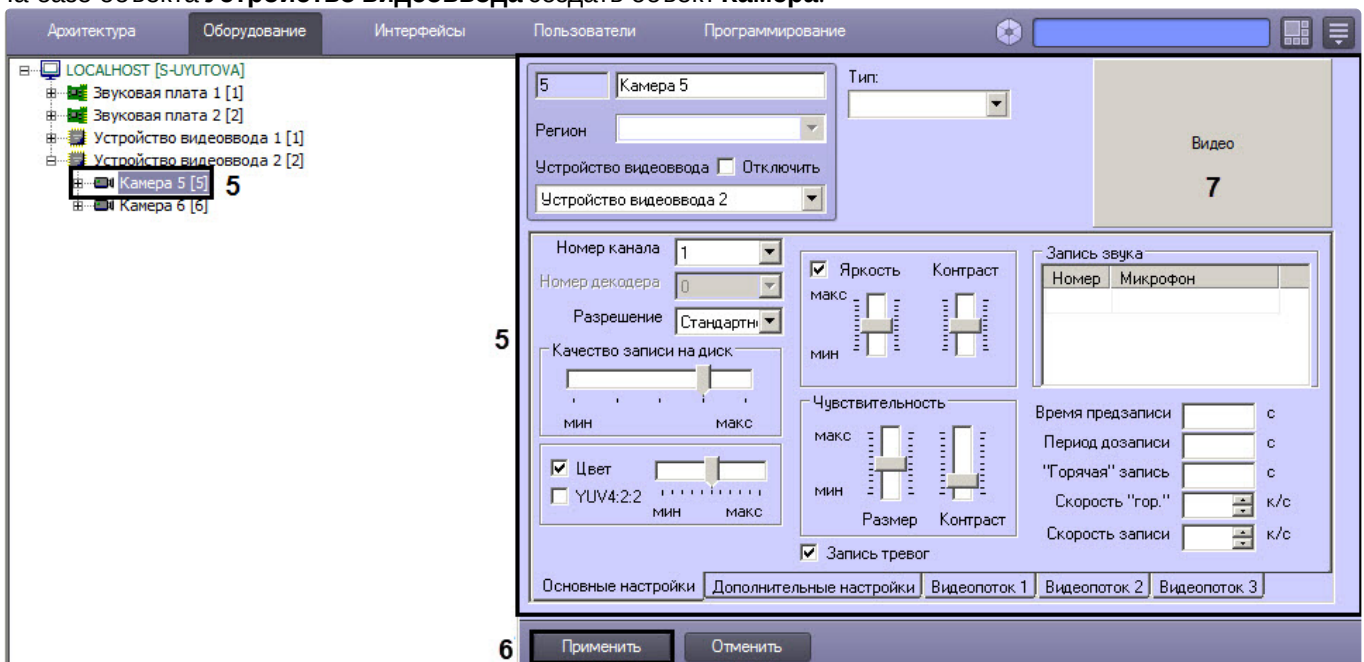 на базе объекта Устройство видеоввода создать объект Камера.
Архитектура Оборудование Интерфейсы Пользователи Программирование
LOCALHOST [S-UYUTOVA]
Звуковая плата 1 [1]
Звуковая плата 2 [2]
Устройство видеоввода 1 [1]
Устройство видеоввода 2 [2]
Камера 5 [5]
5
Камера 6 [6]
5 Камера 5
Тип:
Регион
Устройство видеоввода Отключить
Устройство видеоввода 2
Видео
7
5
Номер канала 1
Номер декодера 0
Разрешение Стандартн
Качество записи на диск
мин макс
Цвет
YUV4:2:2
мин макс
Яркость Контраст
макс
мин
Чувствительность
макс
мин
Размер Контраст
Запись тревог
Запись звука
Номер Микрофон
Время предзаписи с
Период дозаписи с
"Горячая" запись с
Скорость "гор." к/с
Скорость записи к/с
Основные настройки Дополнительные настройки Видеопоток 1 Видеопоток 2 Видеопоток 3
6 Применить Отменить